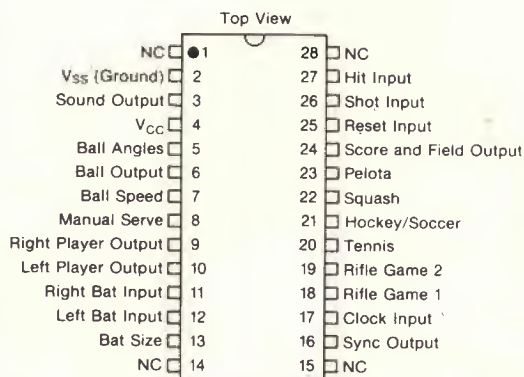 Top View
NC 1 28 NC
VSS (Ground) 2 27 Hit Input
Sound Output 3 26 Shot Input
VCC 4 25 Reset Input
Ball Angles 5 24 Score and Field Output
Ball Output 6 23 Pelota
Ball Speed 7 22 Squash
Manual Serve 8 21 Hockey/Soccer
Right Player Output 9 20 Tennis
Left Player Output 10 19 Rifle Game 2
Right Bat Input 11 18 Rifle Game 1
Left Bat Input 12 17 Clock Input
Bat Size 13 16 Sync Output
NC 14 15 NC